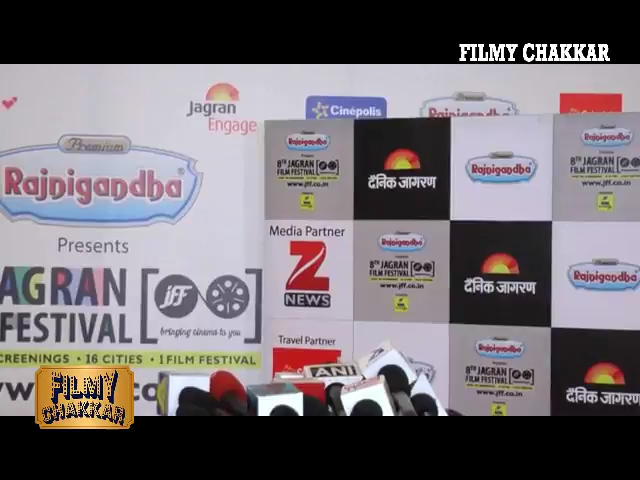 FILMY CHAKKAR
Jagran
Engage
Cinépolis
Rajnigandha
Premium
Rajnigandha
Presents
AGRAN
FESTIVAL
jff
bringing cinema to you
CREENINGS • 16 CITIES • 1 FILM FESTIVAL
Rajnigandha
8TH JAGRAN
FILM FESTIVAL
www.jff.co.in
दैनिक जागरण
Rajnigandha
Rajnigandha
8TH JAGRAN
FILM FESTIVAL
www.jff.co.in
Media Partner
Z
NEWS
Rajnigandha
8TH JAGRAN
FILM FESTIVAL
www.jff.co.in
दैनिक जागरण
Rajnigandha
Travel Partner
Rajnigandha
8TH JAGRAN
FILM FESTIVAL
www.jff.co.in
दैनिक जागरण
ANI
FILMY
CHAKKAR